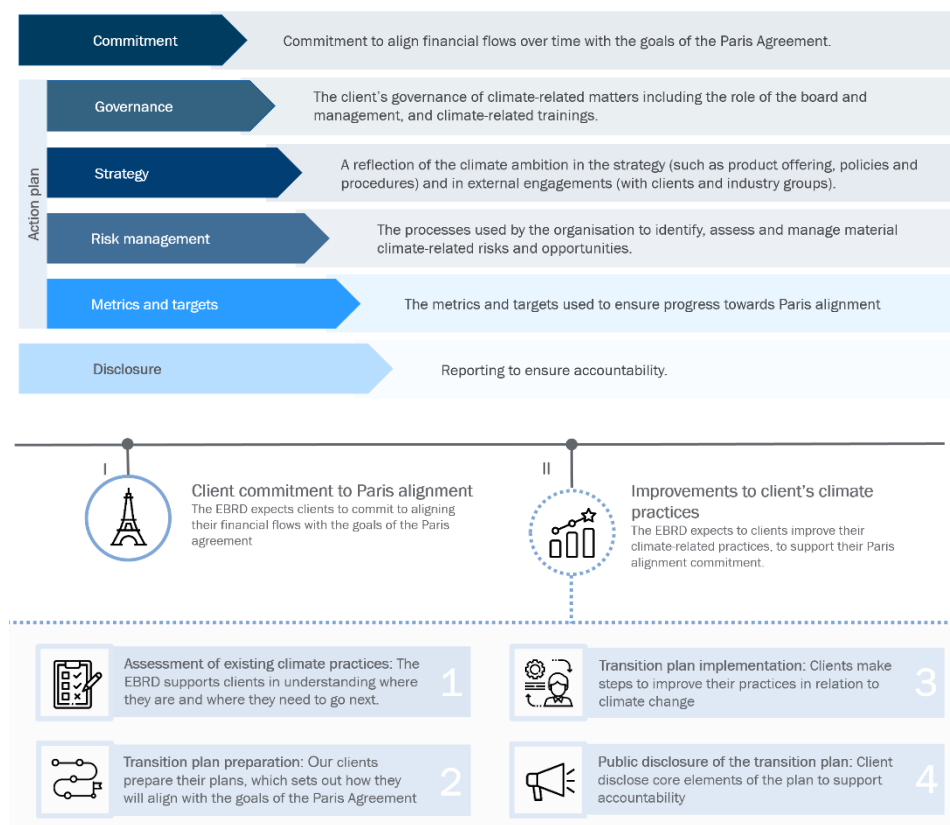 Commitment
Commitment to align financial flows over time with the goals of the Paris Agreement.
Action plan
Governance
The client's governance of climate-related matters including the role of the board and
management, and climate-related trainings.
Strategy
A reflection of the climate ambition in the strategy (such as product offering, policies and
procedures) and in external engagements (with clients and industry groups).
Risk management
The processes used by the organisation to identify, assess and manage material
climate-related risks and opportunities.
Metrics and targets
The metrics and targets used to ensure progress towards Paris alignment
Disclosure
Reporting to ensure accountability.
I
Client commitment to Paris alignment
The EBRD expects clients to commit to aligning
their financial flows with the goals of the Paris
agreement
II
Improvements to client's climate
practices
The EBRD expects to clients improve their
climate-related practices, to support their Paris
alignment commitment.
Assessment of existing climate practices: The
EBRD supports clients in understanding where
they are and where they need to go next.
1
Transition plan preparation: Our clients
prepare their plans, which sets out how they
will align with the goals of the Paris Agreement
2
Transition plan implementation: Clients make
steps to improve their practices in relation to
climate change
3
Public disclosure of the transition plan: Client
disclose core elements of the plan to support
accountability
4